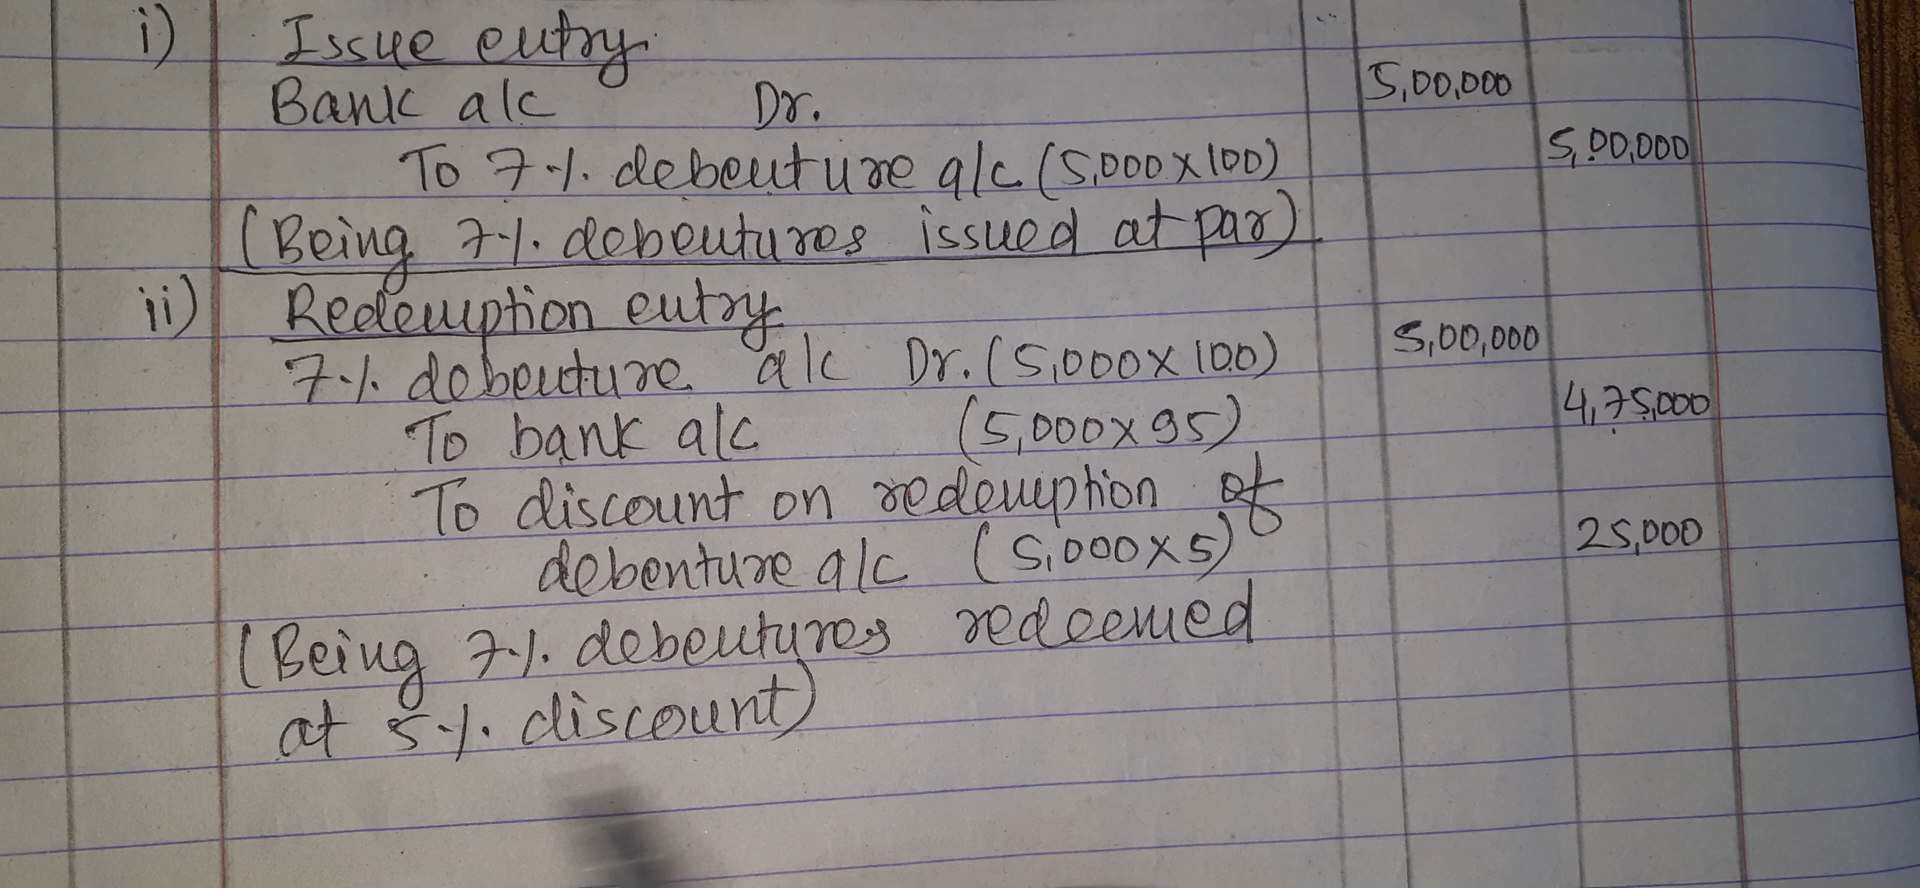 i) Issue entry
Bank a/c Dr. 5,00,000
To 7% debenture a/c (5,000 x 100) 5,00,000
(Being 7% debentures issued at par)
ii) Redemption entry
7% debenture a/c Dr. (5,000 x 100) 5,00,000
To bank a/c (5,000 x 95) 4,75,000
To discount on redemption of
debenture a/c (5,000 x 5) 25,000
(Being 7% debentures redeemed
at 5% discount)